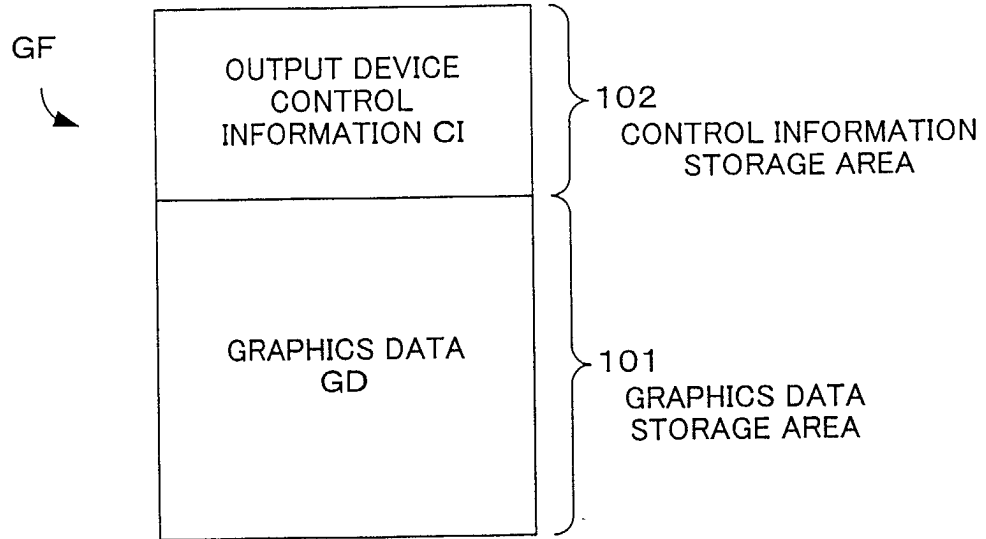 GF
OUTPUT DEVICE
CONTROL
INFORMATION CI
102
CONTROL INFORMATION
STORAGE AREA
GRAPHICS DATA
GD
101
GRAPHICS DATA
STORAGE AREA